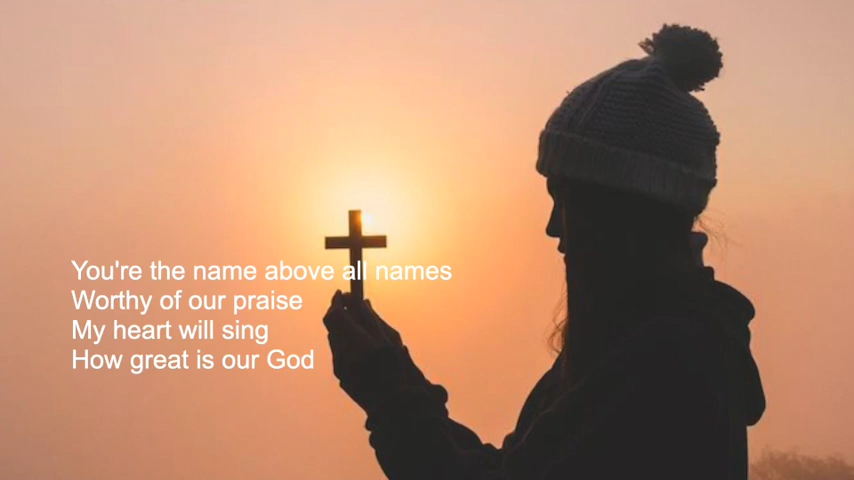 You're the name above all names
Worthy of our praise
My heart will sing
How great is our God